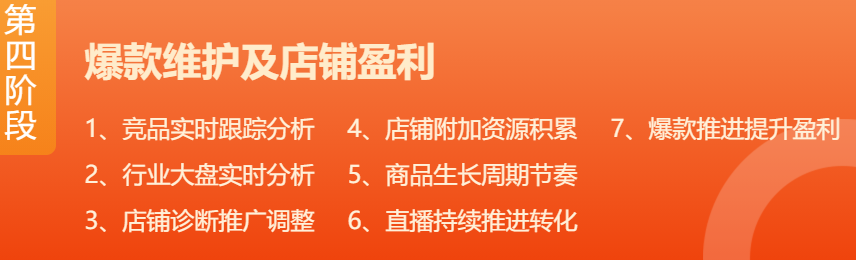 第四阶段
爆款维护及店铺盈利
1、竞品实时跟踪分析
2、行业大盘实时分析
3、店铺诊断推广调整
4、店铺附加资源积累
5、商品生长周期节奏
6、直播持续推进转化
7、爆款推进提升盈利